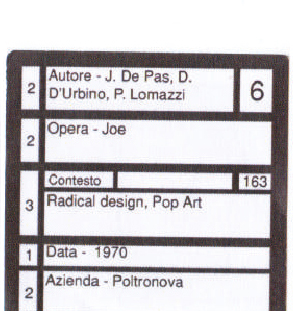 2 Autore - J. De Pas, D. 6
D'Urbino, P. Lomazzi
2 Opera - Joe
Contesto 163
3 Radical design, Pop Art
1 Data - 1970
2 Azienda - Poltronova